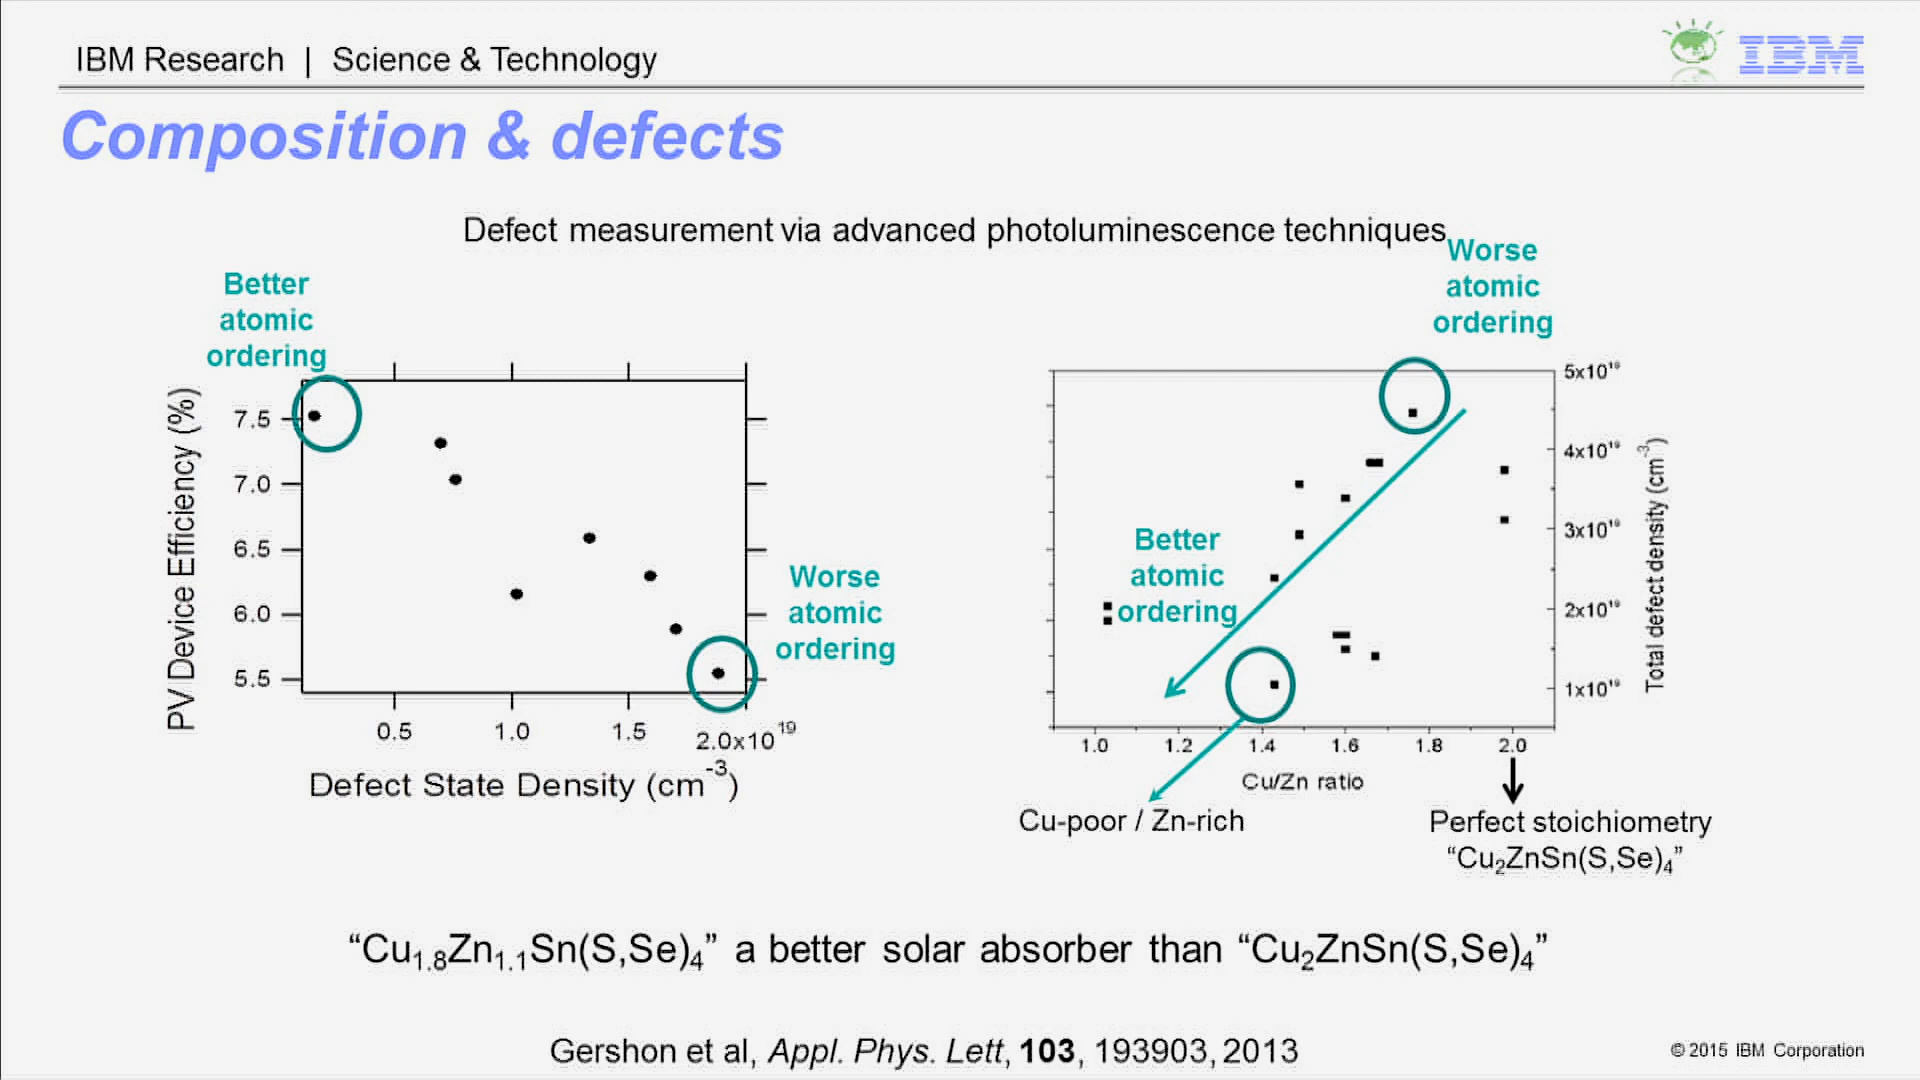 IBM Research | Science & Technology
IBM
Composition & defects
Defect measurement via advanced photoluminescence techniques
Better
atomic
ordering
PV Device Efficiency (%)
7.5
7.0
6.5
6.0
5.5
0.5 1.0 1.5 2.0x10¹⁹
Defect State Density (cm⁻³)
Worse
atomic
ordering
Worse
atomic
ordering
Better
atomic
ordering
5x10¹⁹
4x10¹⁹
3x10¹⁹
2x10¹⁹
1x10¹⁹
Total defect density (cm⁻³)
1.0 1.2 1.4 1.6 1.8 2.0
Cu/Zn ratio
Cu-poor / Zn-rich
Perfect stoichiometry
“Cu₂ZnSn(S,Se)₄”
“Cu₁.₈Zn₁.₁Sn(S,Se)₄” a better solar absorber than “Cu₂ZnSn(S,Se)₄”
Gershon et al, Appl. Phys. Lett, 103, 193903, 2013
© 2015 IBM Corporation